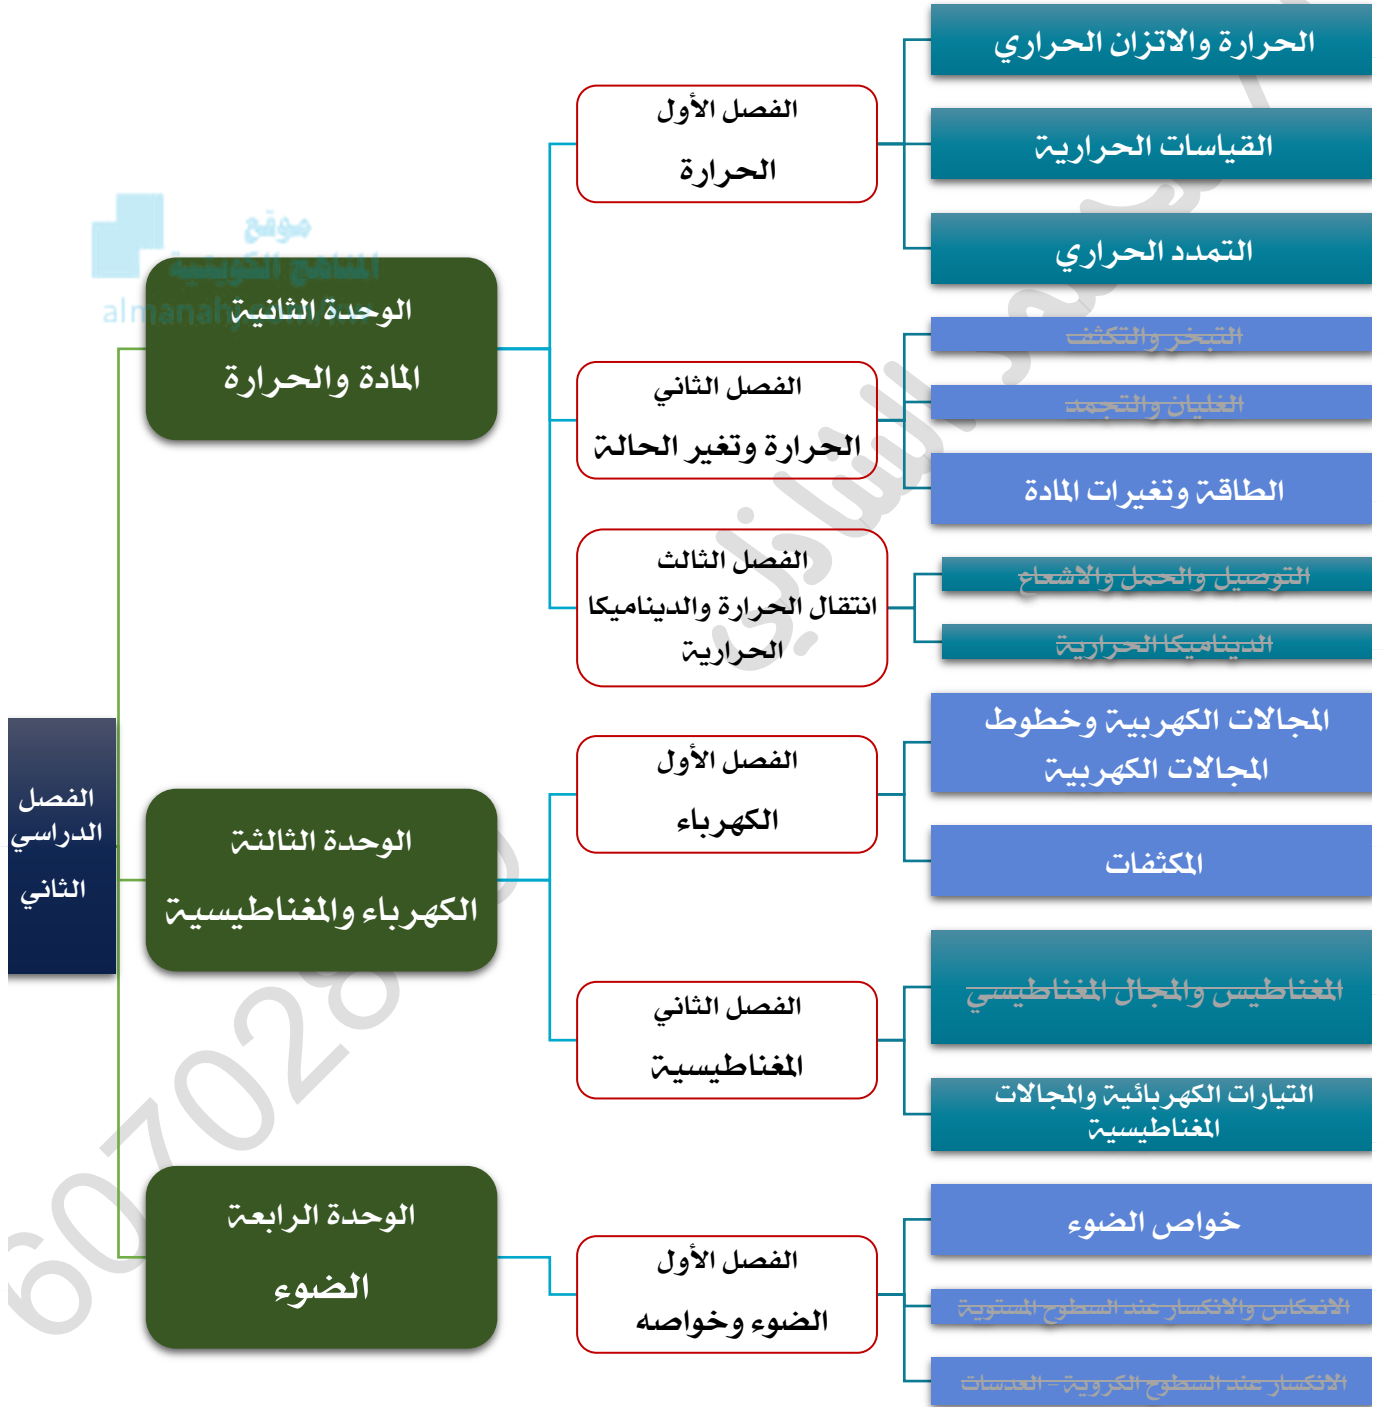 الفصل
الدراسي
الثاني
موقع
المناهج الكويتية
الوحدة الثانية
المادة والحرارة
الفصل الأول
الحرارة
الحرارة والاتزان الحراري
القياسات الحرارية
التمدد الحراري
الفصل الثاني
الحرارة وتغير الحالة
التبخر والتكثف
الغليان والتجمد
الطاقة وتغيرات المادة
الفصل الثالث
انتقال الحرارة والديناميكا
الحرارية
التوصيل والحمل والاشعاع
الديناميكا الحرارية
الوحدة الثالثة
الكهرباء والمغناطيسية
الفصل الأول
الكهرباء
المجالات الكهربية وخطوط
المجالات الكهربية
المكثفات
الفصل الثاني
المغناطيسية
المغناطيس والمجال المغناطيسي
التيارات الكهربائية والمجالات
المغناطيسية
الوحدة الرابعة
الضوء
الفصل الأول
الضوء وخواصه
خواص الضوء
الانعكاس والانكسار عند السطوح المستوية
الانكسار عند السطوح الكروية – العدسات